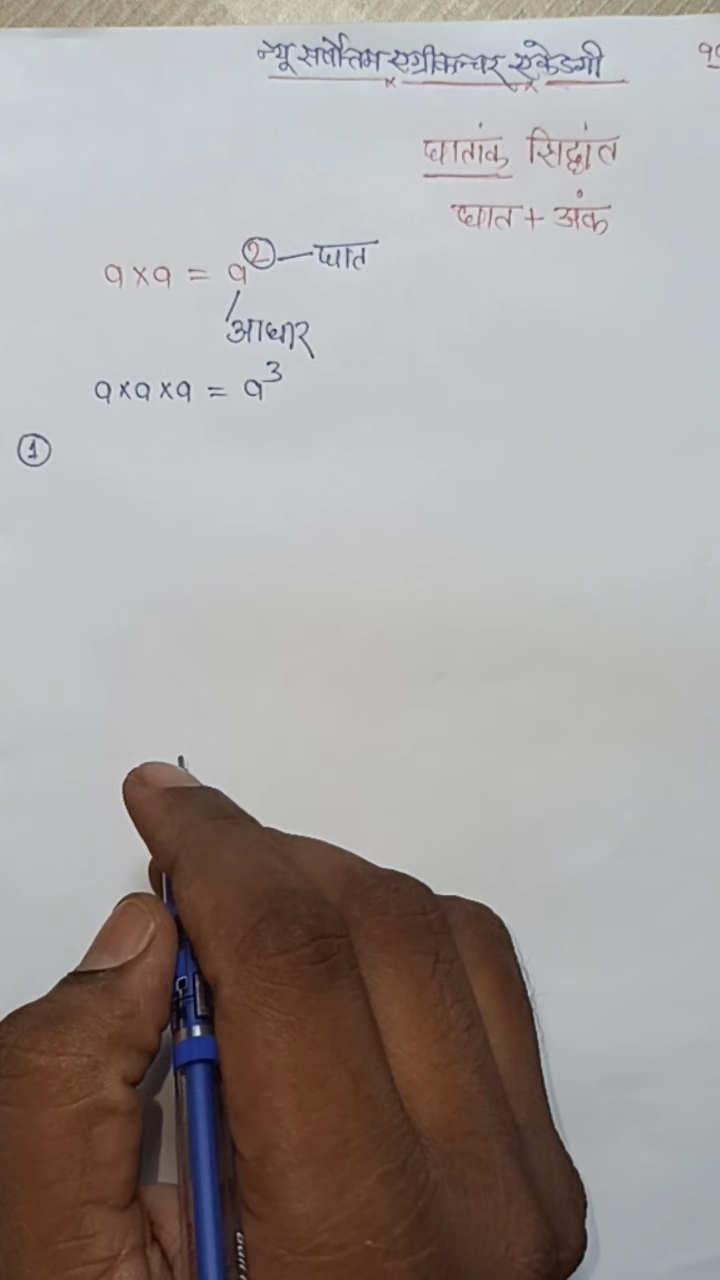 न्यू सर्वोत्तम एग्रीकल्चर एकेडमी
घातांक सिद्धांत
घात + अंक
a × a = a² — घात
आधार
a × a × a = a³
①